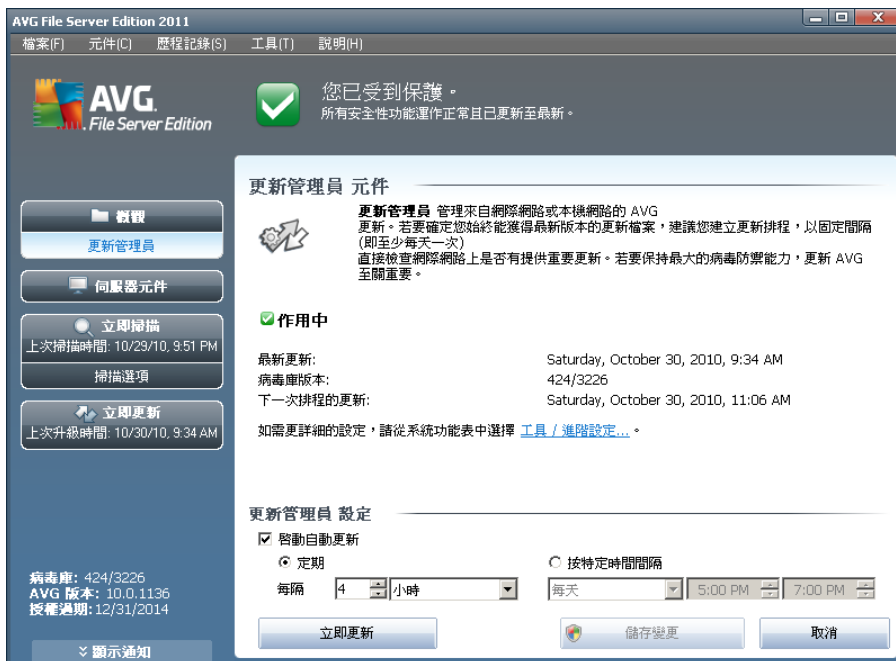 AVG File Server Edition 2011
檔案(F) 元件(C) 歷程記錄(S) 工具(T) 說明(H)
AVG.
File Server Edition
您已受到保護。
所有安全性功能運作正常且已更新至最新。
概觀
更新管理員
伺服器元件
立即掃描
上次掃描時間: 10/29/10, 9:51 PM
掃描選項
立即更新
上次升級時間: 10/30/10, 9:34 AM
病毒庫: 424/3226
AVG 版本: 10.0.1136
授權過期: 12/31/2014
顯示通知
更新管理員 元件
更新管理員 管理來自網際網路或本機網路的 AVG
更新。若要確定您始終能獲得最新版本的更新檔案，建議您建立更新排程，以固定間隔
(即至少每天一次)
直接檢查網際網路上是否有提供重要更新。若要保持最大的病毒防禦能力，更新 AVG
至關重要。
作用中
最新更新: Saturday, October 30, 2010, 9:34 AM
病毒庫版本: 424/3226
下一次排程的更新: Saturday, October 30, 2010, 11:06 AM
如需更詳細的設定，請從系統功能表中選擇 工具 / 進階設定...。
更新管理員 設定
啓動自動更新
定期 按特定時間間隔
每隔 4 小時 每天 5:00 PM 7:00 PM
立即更新 儲存變更 取消